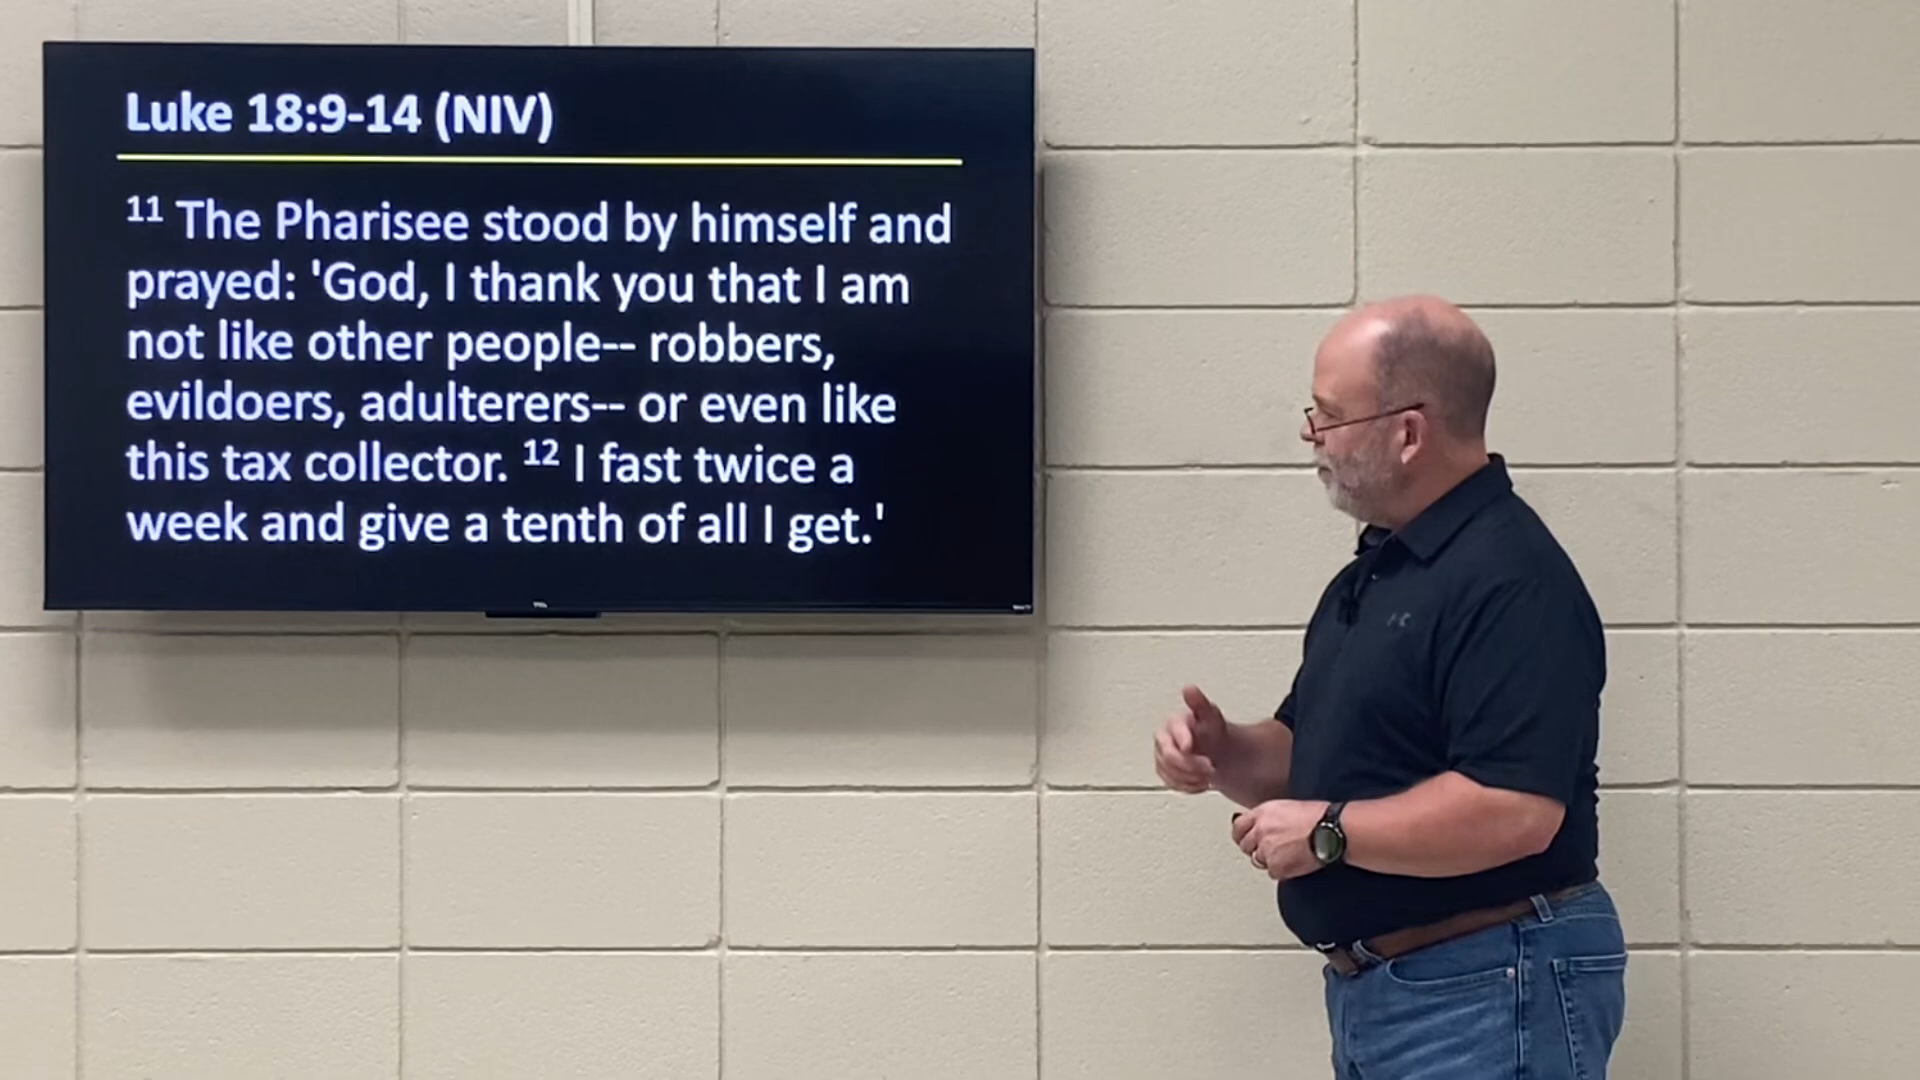 Luke 18:9-14 (NIV)
11 The Pharisee stood by himself and
prayed: 'God, I thank you that I am
not like other people-- robbers,
evildoers, adulterers-- or even like
this tax collector. 12 I fast twice a
week and give a tenth of all I get.'